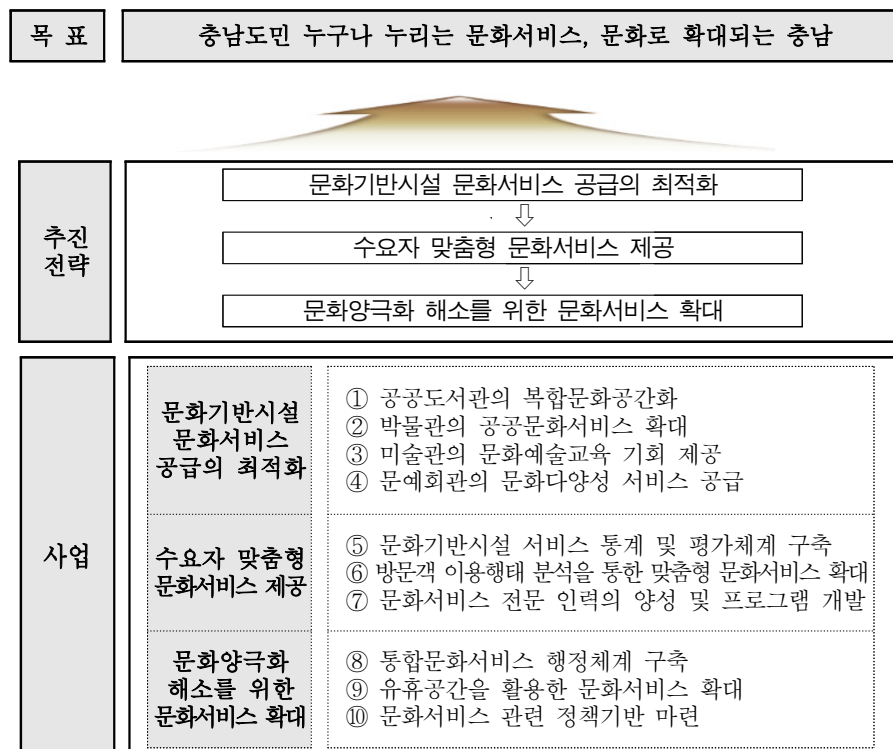 목 표
충남도민 누구나 누리는 문화서비스, 문화로 확대되는 충남
추진
전략
문화기반시설 문화서비스 공급의 최적화
수요자 맞춤형 문화서비스 제공
문화양극화 해소를 위한 문화서비스 확대
사업
문화기반시설
문화서비스
공급의 최적화
① 공공도서관의 복합문화공간화
② 박물관의 공공문화서비스 확대
③ 미술관의 문화예술교육 기회 제공
④ 문예회관의 문화다양성 서비스 공급
수요자 맞춤형
문화서비스 제공
⑤ 문화기반시설 서비스 통계 및 평가체계 구축
⑥ 방문객 이용행태 분석을 통한 맞춤형 문화서비스 확대
⑦ 문화서비스 전문 인력의 양성 및 프로그램 개발
문화양극화
해소를 위한
문화서비스 확대
⑧ 통합문화서비스 행정체계 구축
⑨ 유휴공간을 활용한 문화서비스 확대
⑩ 문화서비스 관련 정책기반 마련